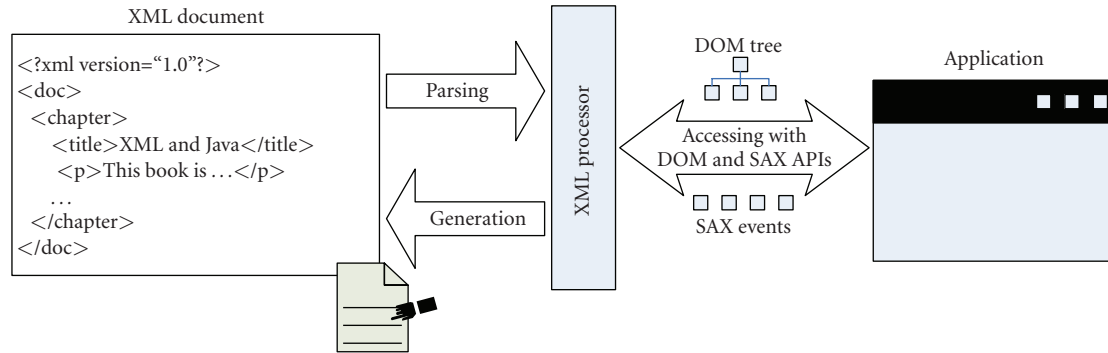 XML document
<?xml version=“1.0”?>
<doc>
<chapter>
<title>XML and Java</title>
<p>This book is ...</p>
...
</chapter>
</doc>
Parsing
Generation
XML processor
DOM tree
Accessing with
DOM and SAX APIs
SAX events
Application